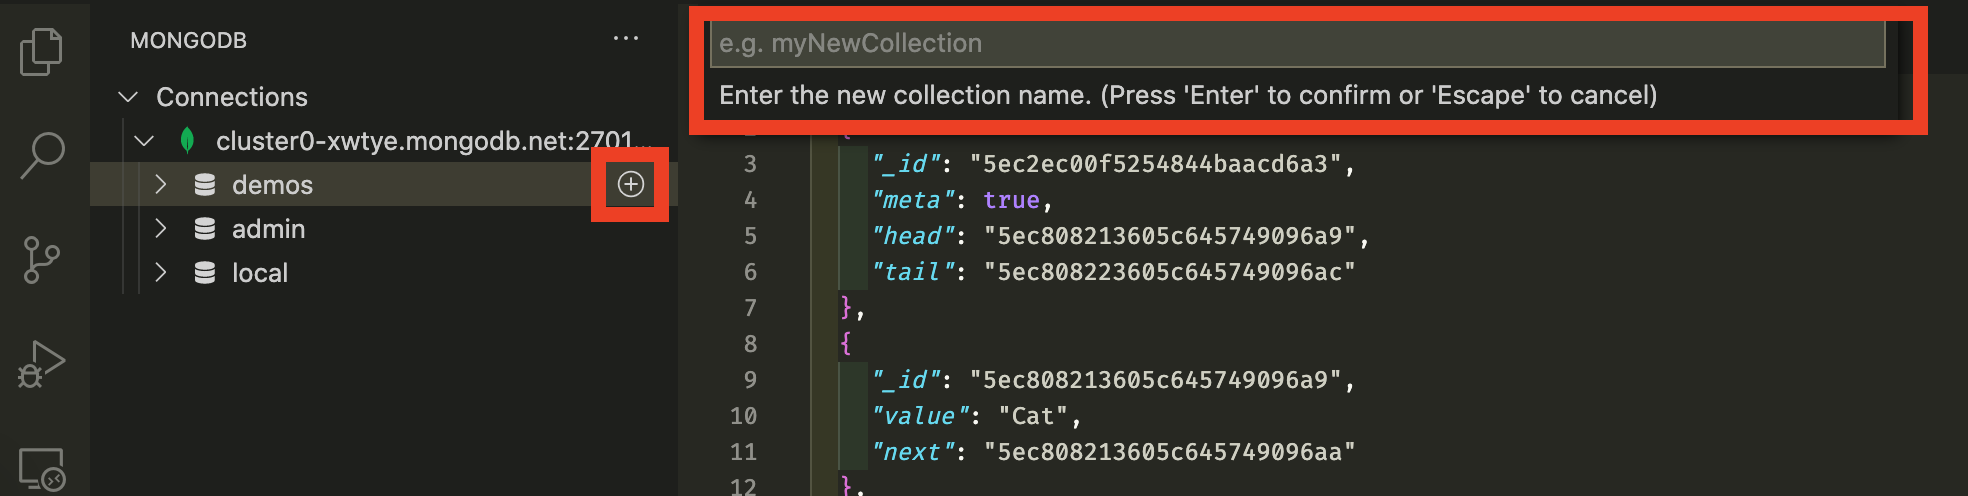 MONGODB
Connections
cluster0-xwtye.mongodb.net:2701...
demos
admin
local
e.g. myNewCollection
Enter the new collection name. (Press 'Enter' to confirm or 'Escape' to cancel)
{
3 "_id": "5ec2ec00f5254844baacd6a3",
4 "meta": true,
5 "head": "5ec808213605c645749096a9",
6 "tail": "5ec808223605c645749096ac"
7 },
8 {
9 "_id": "5ec808213605c645749096a9",
10 "value": "Cat",
11 "next": "5ec808213605c645749096aa"
12 },